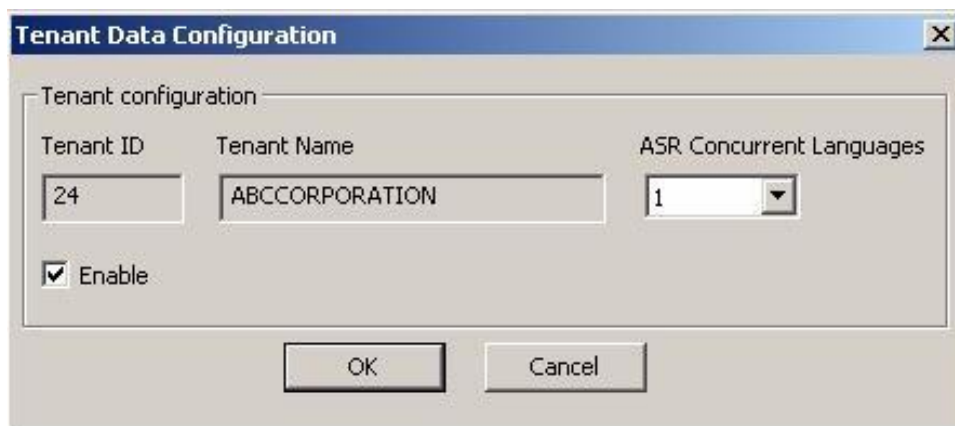 Tenant Data Configuration
Tenant configuration
Tenant ID
Tenant Name
ASR Concurrent Languages
24
ABCCORPORATION
1
Enable
OK
Cancel